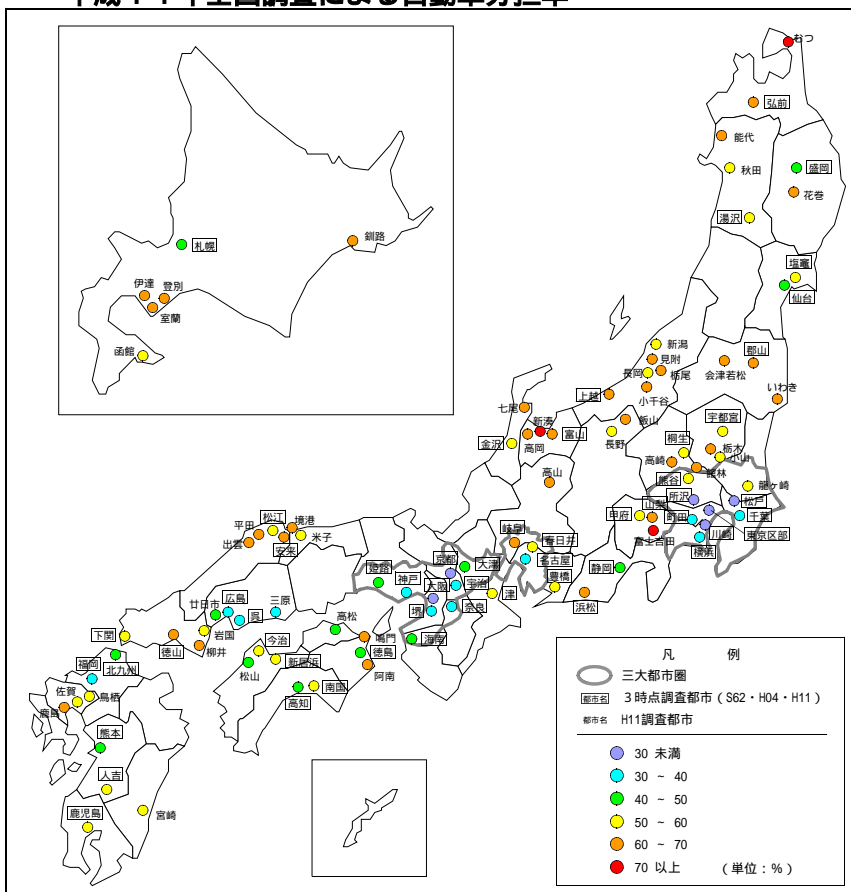 平成１１年全国調査による自動車分担率
むつ
弘前
能代
秋田
盛岡
花巻
湯沢
塩竈
仙台
札幌
釧路
伊達
登別
室蘭
函館
新潟
見附
長岡
栃尾
小千谷
上越
会津若松
郡山
いわき
七尾
新湊
高岡
富山
金沢
飯山
長野
宇都宮
桐生
栃木
小山
高崎
館林
熊谷
龍ヶ崎
所沢
松戸
高山
甲府
山梨
町田
千葉
富士吉田
川崎
東京区部
横浜
岐阜
春日井
名古屋
豊橋
静岡
浜松
津
松江
境港
平田
出雲
安来
米子
京都
大津
姫路
神戸
大阪
宇治
堺
奈良
海南
廿日市
広島
呉
三原
高松
鳴門
下関
徳山
岩国
柳井
今治
新居浜
松山
徳島
阿南
高知
南国
福岡
北九州
佐賀
鳥栖
鹿島
熊本
人吉
鹿児島
宮崎
凡 例
三大都市圏
都市名 ３時点調査都市（S62・H04・H11）
都市名 H11調査都市
30 未満
30 ~ 40
40 ~ 50
50 ~ 60
60 ~ 70
70 以上 （単位：％）